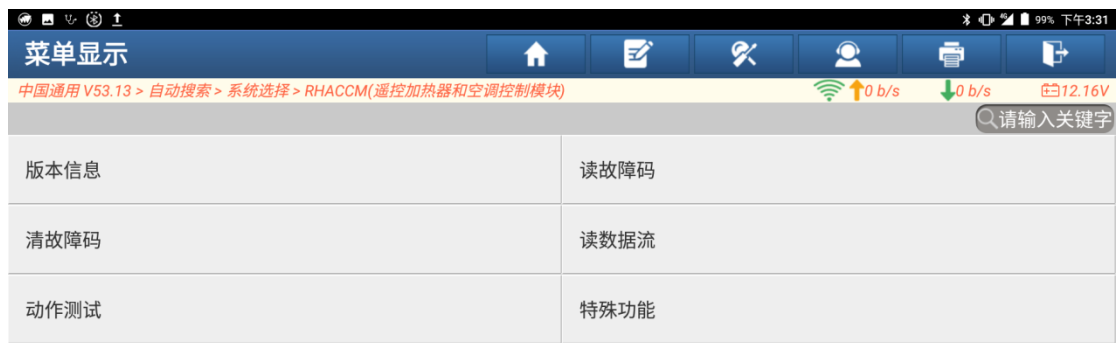 99% 下午3:31
菜单显示
中国通用 V53.13 > 自动搜索 > 系统选择 > RHACCM(遥控加热器和空调控制模块) 0 b/s 0 b/s 12.16V
请输入关键字
版本信息 读故障码
清故障码 读数据流
动作测试 特殊功能